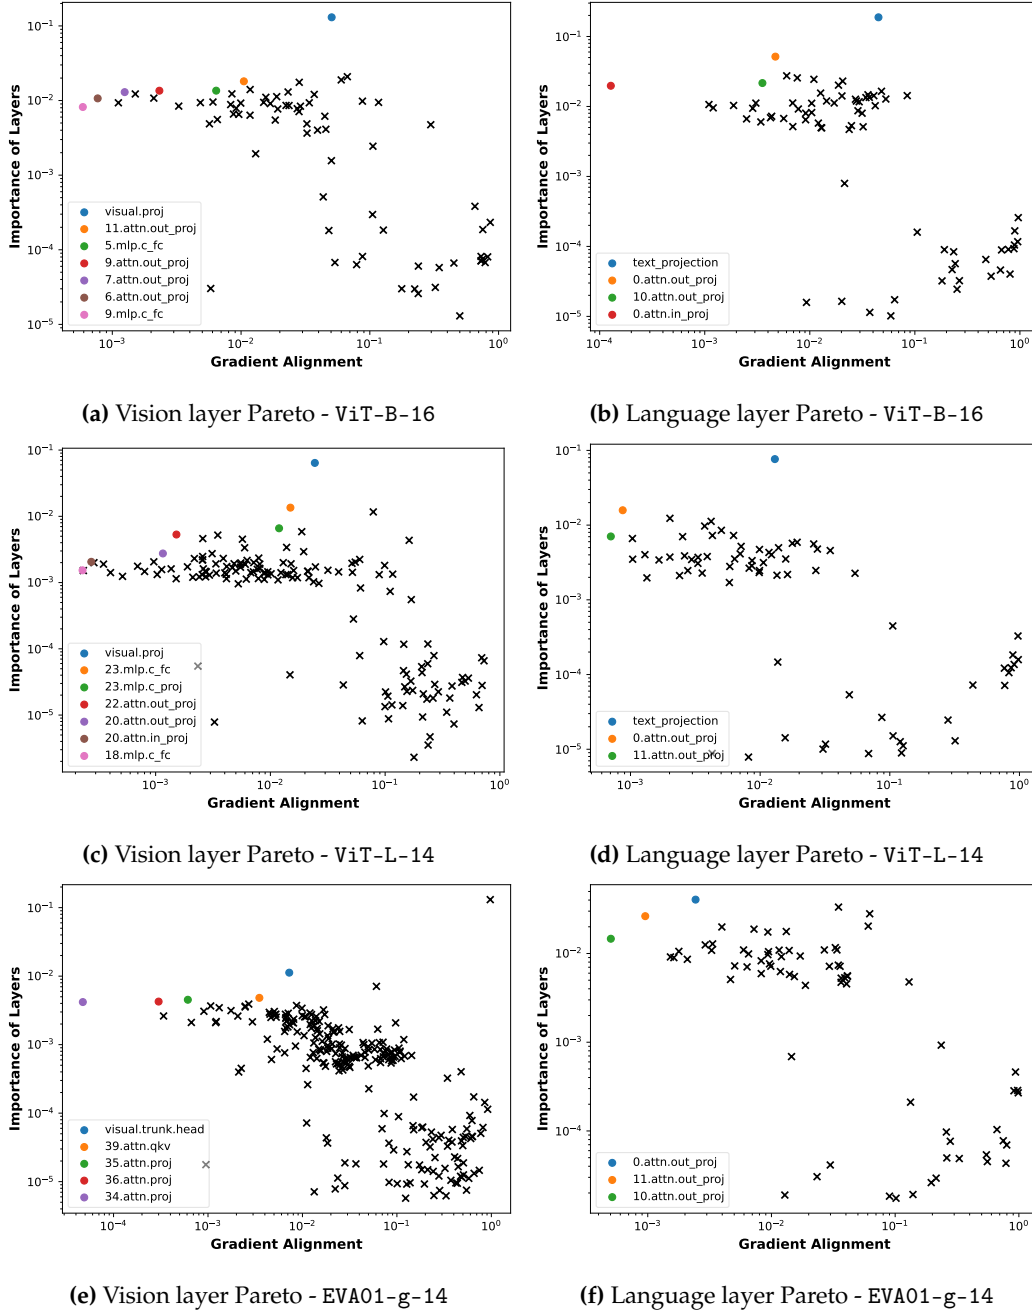 10⁻¹
10⁻²
10⁻³
10⁻⁴
10⁻⁵
Importance of Layers
visual.proj
11.attn.out_proj
5.mlp.c_fc
9.attn.out_proj
7.attn.out_proj
6.attn.out_proj
9.mlp.c_fc
10⁻³
10⁻²
10⁻¹
10⁰
Gradient Alignment
(a) Vision layer Pareto - ViT-B-16
10⁻¹
10⁻²
10⁻³
10⁻⁴
10⁻⁵
Importance of Layers
text_projection
0.attn.out_proj
10.attn.out_proj
0.attn.in_proj
10⁻⁴
10⁻³
10⁻²
10⁻¹
10⁰
Gradient Alignment
(b) Language layer Pareto - ViT-B-16
10⁻¹
10⁻²
10⁻³
10⁻⁴
10⁻⁵
Importance of Layers
visual.proj
23.mlp.c_fc
23.mlp.c_proj
22.attn.out_proj
20.attn.out_proj
20.attn.in_proj
18.mlp.c_fc
10⁻³
10⁻²
10⁻¹
10⁰
Gradient Alignment
(c) Vision layer Pareto - ViT-L-14
10⁻¹
10⁻²
10⁻³
10⁻⁴
10⁻⁵
Importance of Layers
text_projection
0.attn.out_proj
11.attn.out_proj
10⁻³
10⁻²
10⁻¹
10⁰
Gradient Alignment
(d) Language layer Pareto - ViT-L-14
10⁻¹
10⁻²
10⁻³
10⁻⁴
10⁻⁵
Importance of Layers
visual.trunk.head
39.attn.qkv
35.attn.proj
36.attn.proj
34.attn.proj
10⁻⁴
10⁻³
10⁻²
10⁻¹
10⁰
Gradient Alignment
(e) Vision layer Pareto - EVA01-g-14
10⁻²
10⁻³
10⁻⁴
10⁻⁵
Importance of Layers
0.attn.out_proj
11.attn.out_proj
10.attn.out_proj
10⁻³
10⁻²
10⁻¹
10⁰
Gradient Alignment
(f) Language layer Pareto - EVA01-g-14